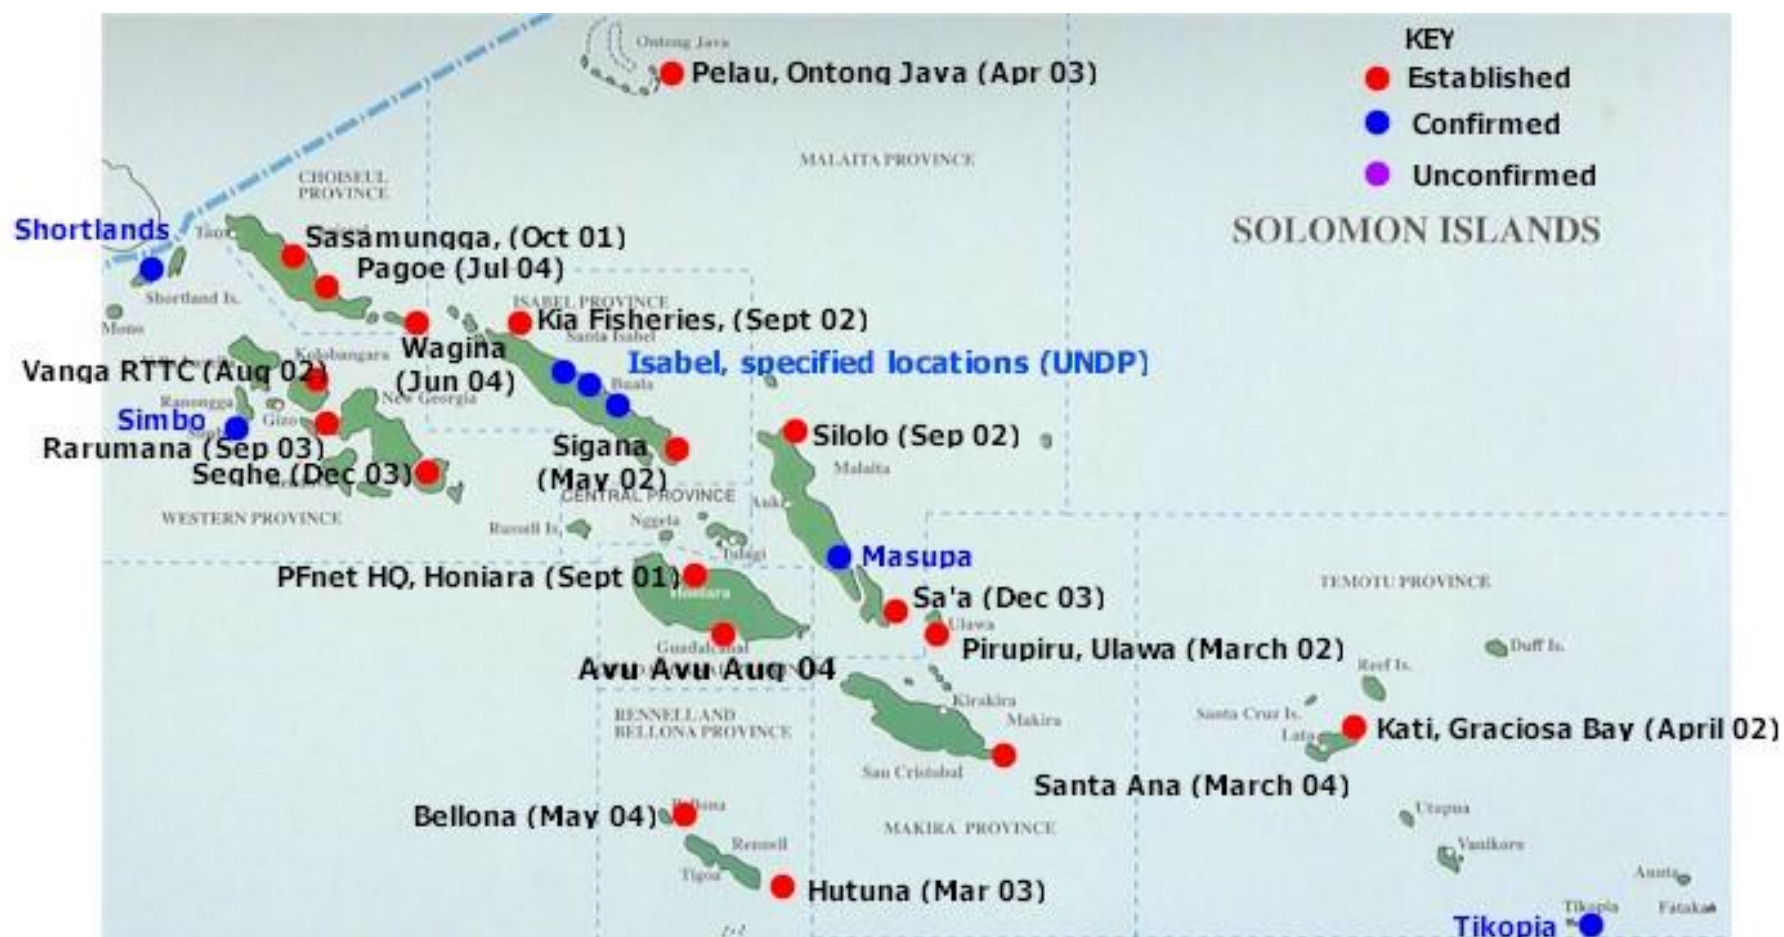 Ontong Java
Pelau, Ontong Java (Apr 03)
KEY
Established
Confirmed
Unconfirmed
MALAITA PROVINCE
CHOISEUL
PROVINCE
SOLOMON ISLANDS
Shortlands
Sasamungga, (Oct 01)
Pagoe (Jul 04)
Shortland Is.
Mono
ISABEL PROVINCE
Kia Fisheries, (Sept 02)
Santa Isabel
Wagina
(Jun 04)
Kolobangara
Isabel, specified locations (UNDP)
Vanga RTTC (Aug 02)
Buala
New Georgia
Ranongga
Gizo
Simbo
Rarumana (Sep 03)
Seghe (Dec 03)
Sigana
(May 02)
Silolo (Sep 02)
Malaita
CENTRAL PROVINCE
Auki
WESTERN PROVINCE
Russell Is.
Nggela
Tulagi
Masupa
PFnet HQ, Honiara (Sept 01)
Honiara
TEMOTU PROVINCE
Sa'a (Dec 03)
Ulawa
Pirupiru, Ulawa (March 02)
Guadalcanal
Avu Avu Aug 04
Duff Is.
Reef Is.
Kirakira
Makira
Santa Cruz Is.
Lata
Kati, Graciosa Bay (April 02)
RENNELL AND
BELLONA PROVINCE
San Cristobal
Santa Ana (March 04)
Bellona
Bellona (May 04)
MAKIRA PROVINCE
Utupua
Rennell
Vanikoro
Tigoa
Hutuna (Mar 03)
Anuta
Tikopia
Fataka
Tikopia